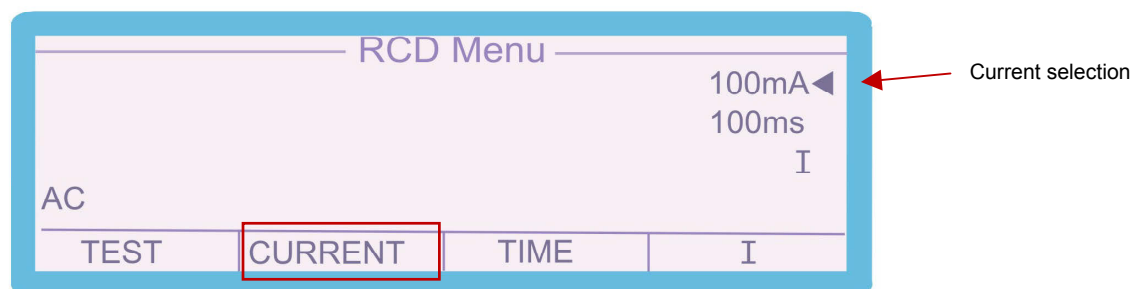 RCD Menu
100mA◀
Current selection
100ms
I
AC
TEST CURRENT TIME I